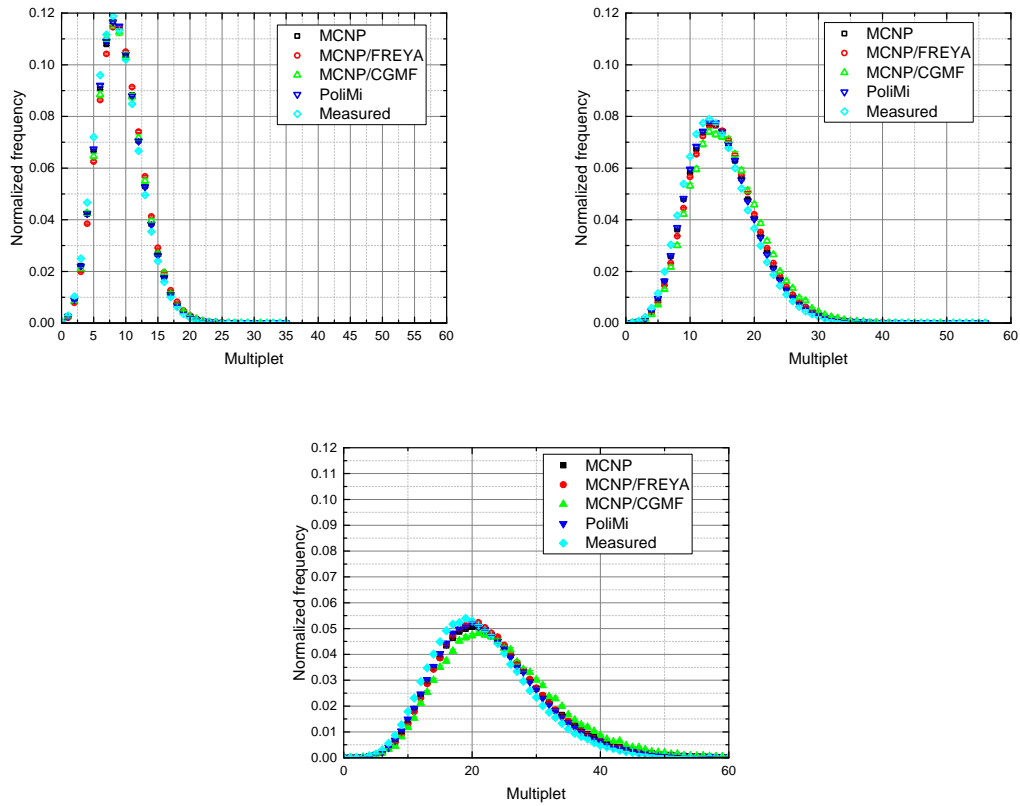 0.12
0.10
0.08
0.06
0.04
0.02
0.00
Normalized frequency
0 5 10 15 20 25 30 35 40 45 50 55 60
Multiplet
MCNP
MCNP/FREYA
MCNP/CGMF
PoliMi
Measured
0.12
0.10
0.08
0.06
0.04
0.02
0.00
Normalized frequency
0 10 20 30 40 50 60
Multiplet
MCNP
MCNP/FREYA
MCNP/CGMF
PoliMi
Measured
0.12
0.11
0.10
0.09
0.08
0.07
0.06
0.05
0.04
0.03
0.02
0.01
0.00
Normalized frequency
0 20 40 60
Multiplet
MCNP
MCNP/FREYA
MCNP/CGMF
PoliMi
Measured